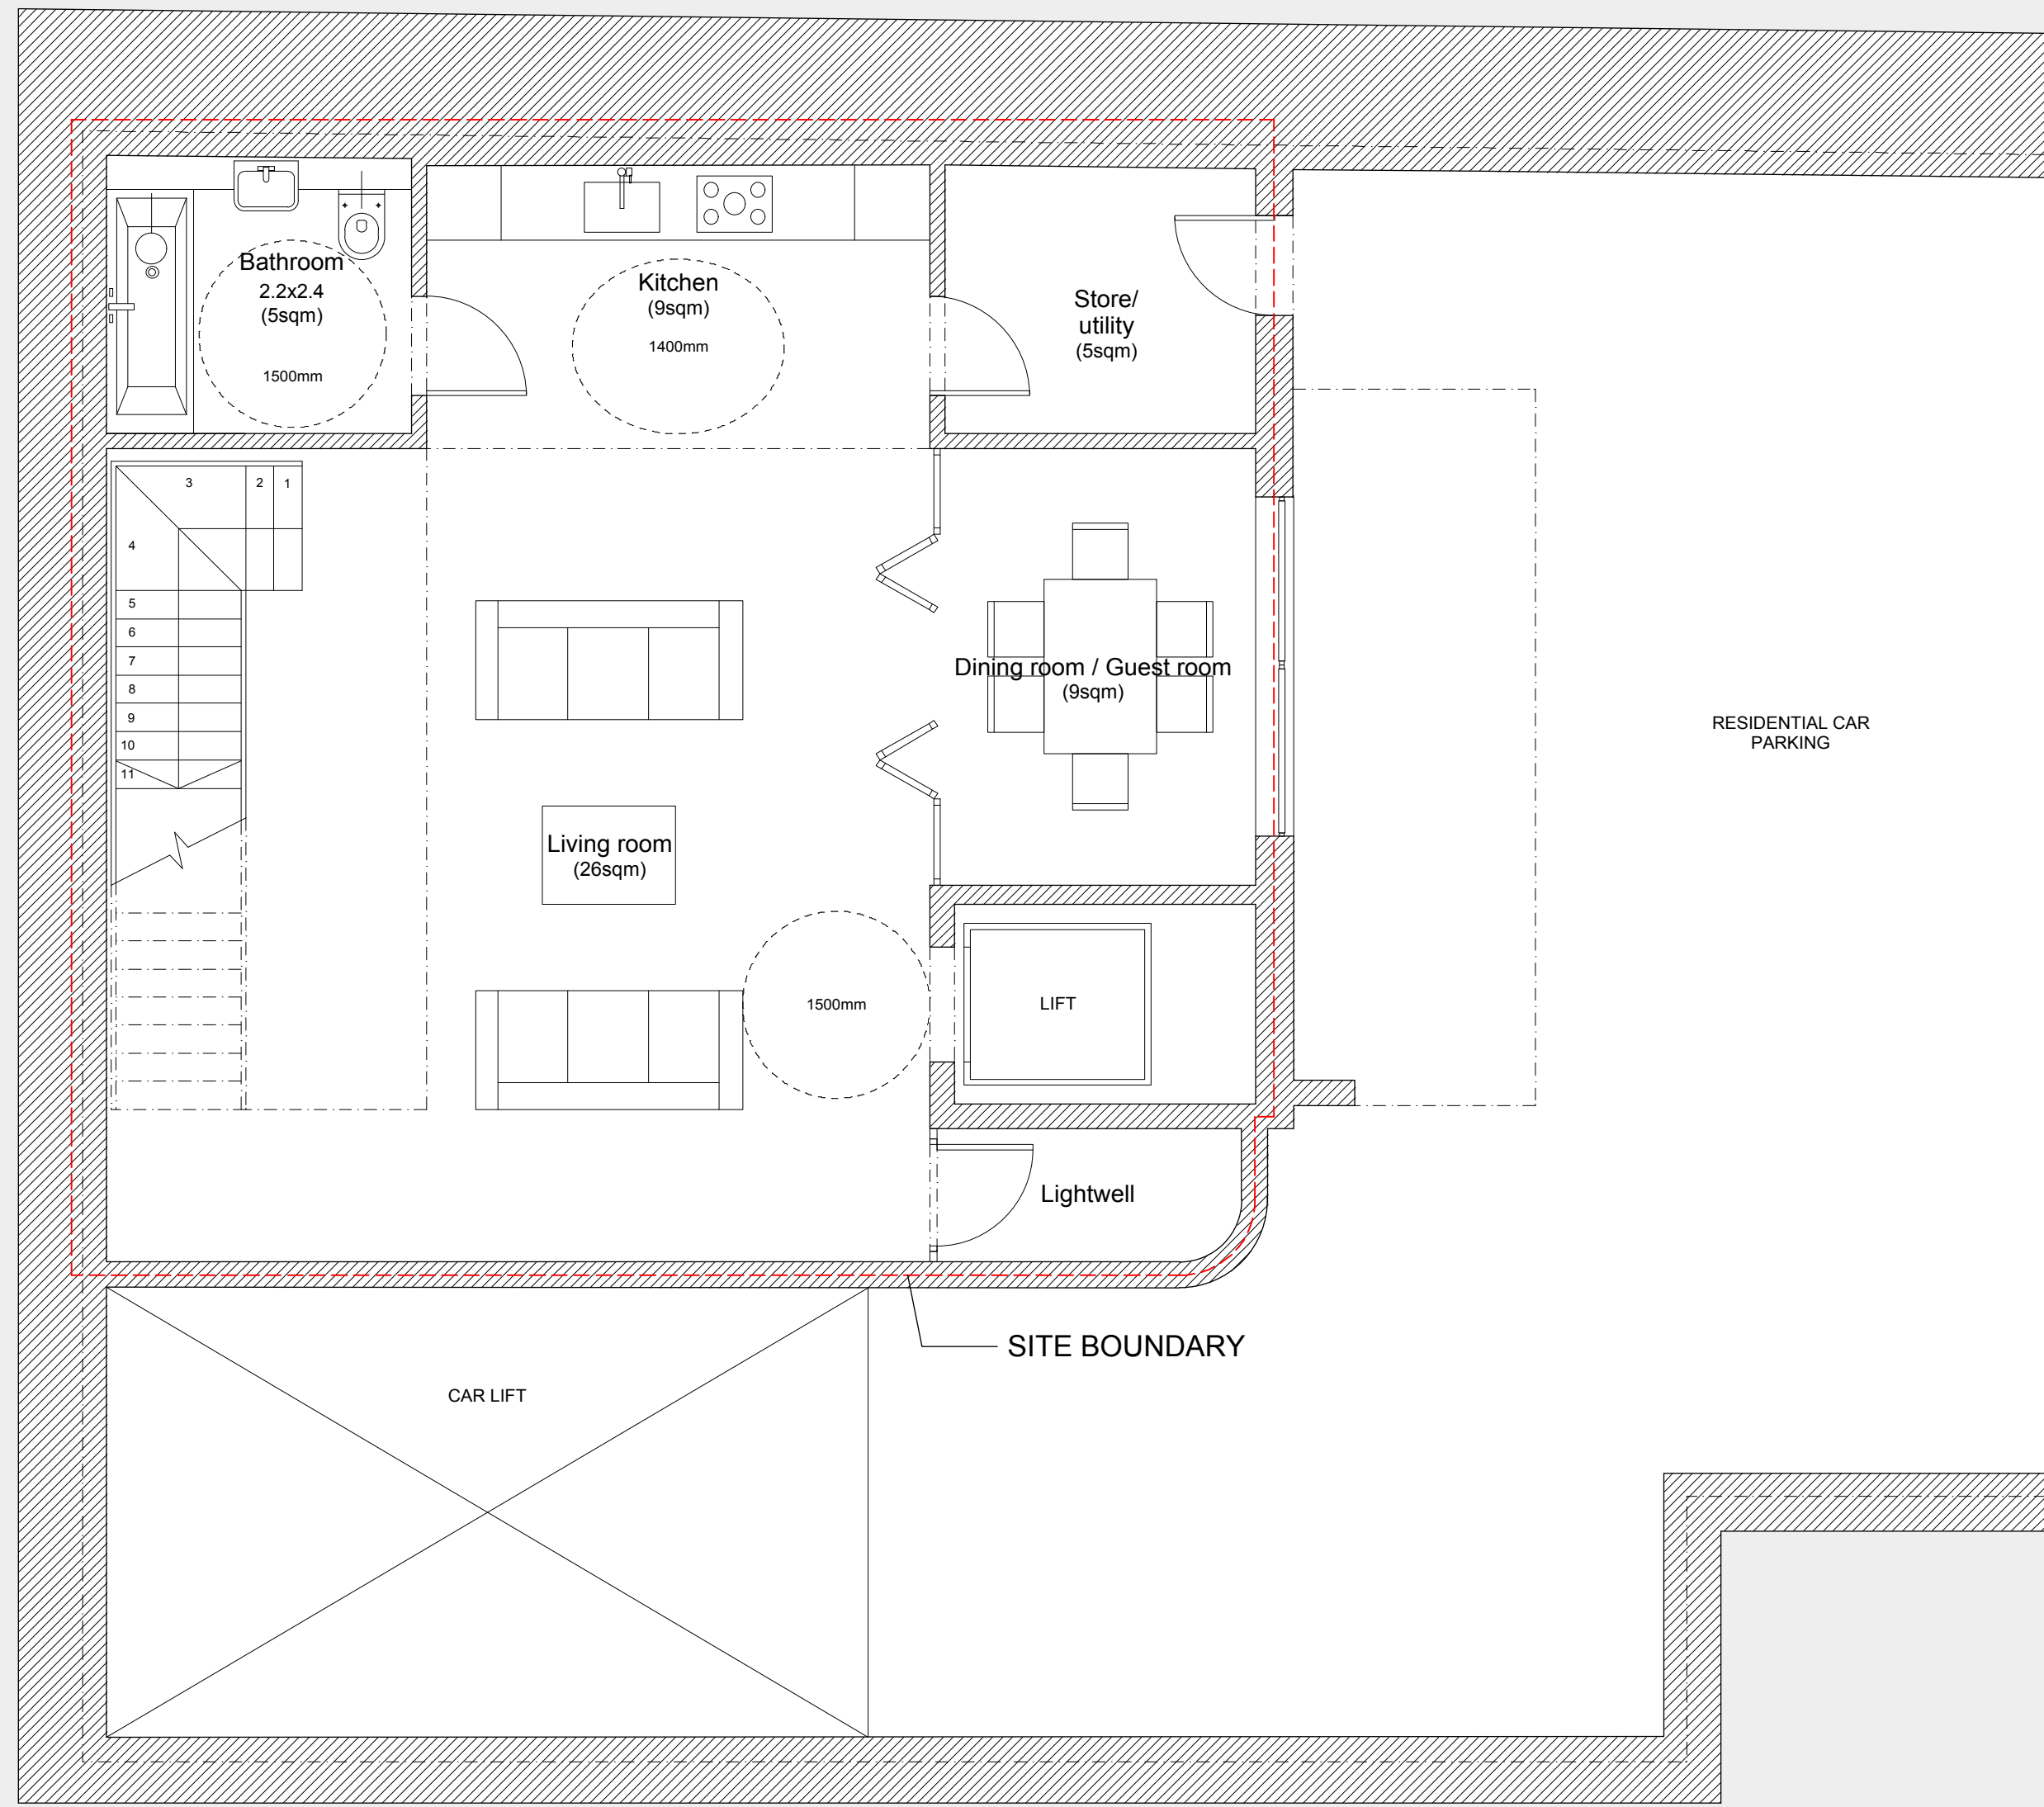 Bathroom
2.2x2.4
(5sqm)
1500mm
Kitchen
(9sqm)
1400mm
Store/
utility
(5sqm)
3
2
1
4
5
6
7
8
9
10
11
Dining room / Guest room
(9sqm)
RESIDENTIAL CAR
PARKING
Living room
(26sqm)
1500mm
LIFT
Lightwell
SITE BOUNDARY
CAR LIFT